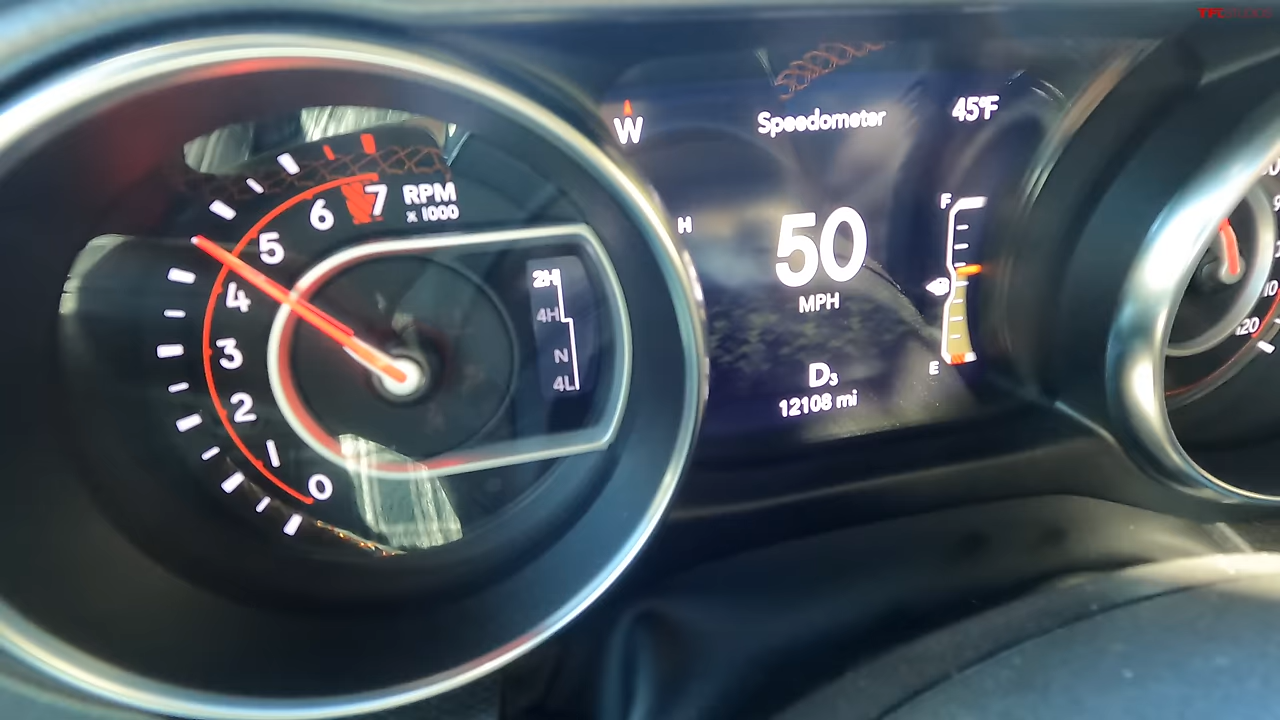 TFLSTUDIOS
W
Speedometer
45°F
7
RPM
x 1000
6
5
4
3
2
1
0
2H
4H
N
4L
H
50
MPH
F
E
D3
12108 mi
120